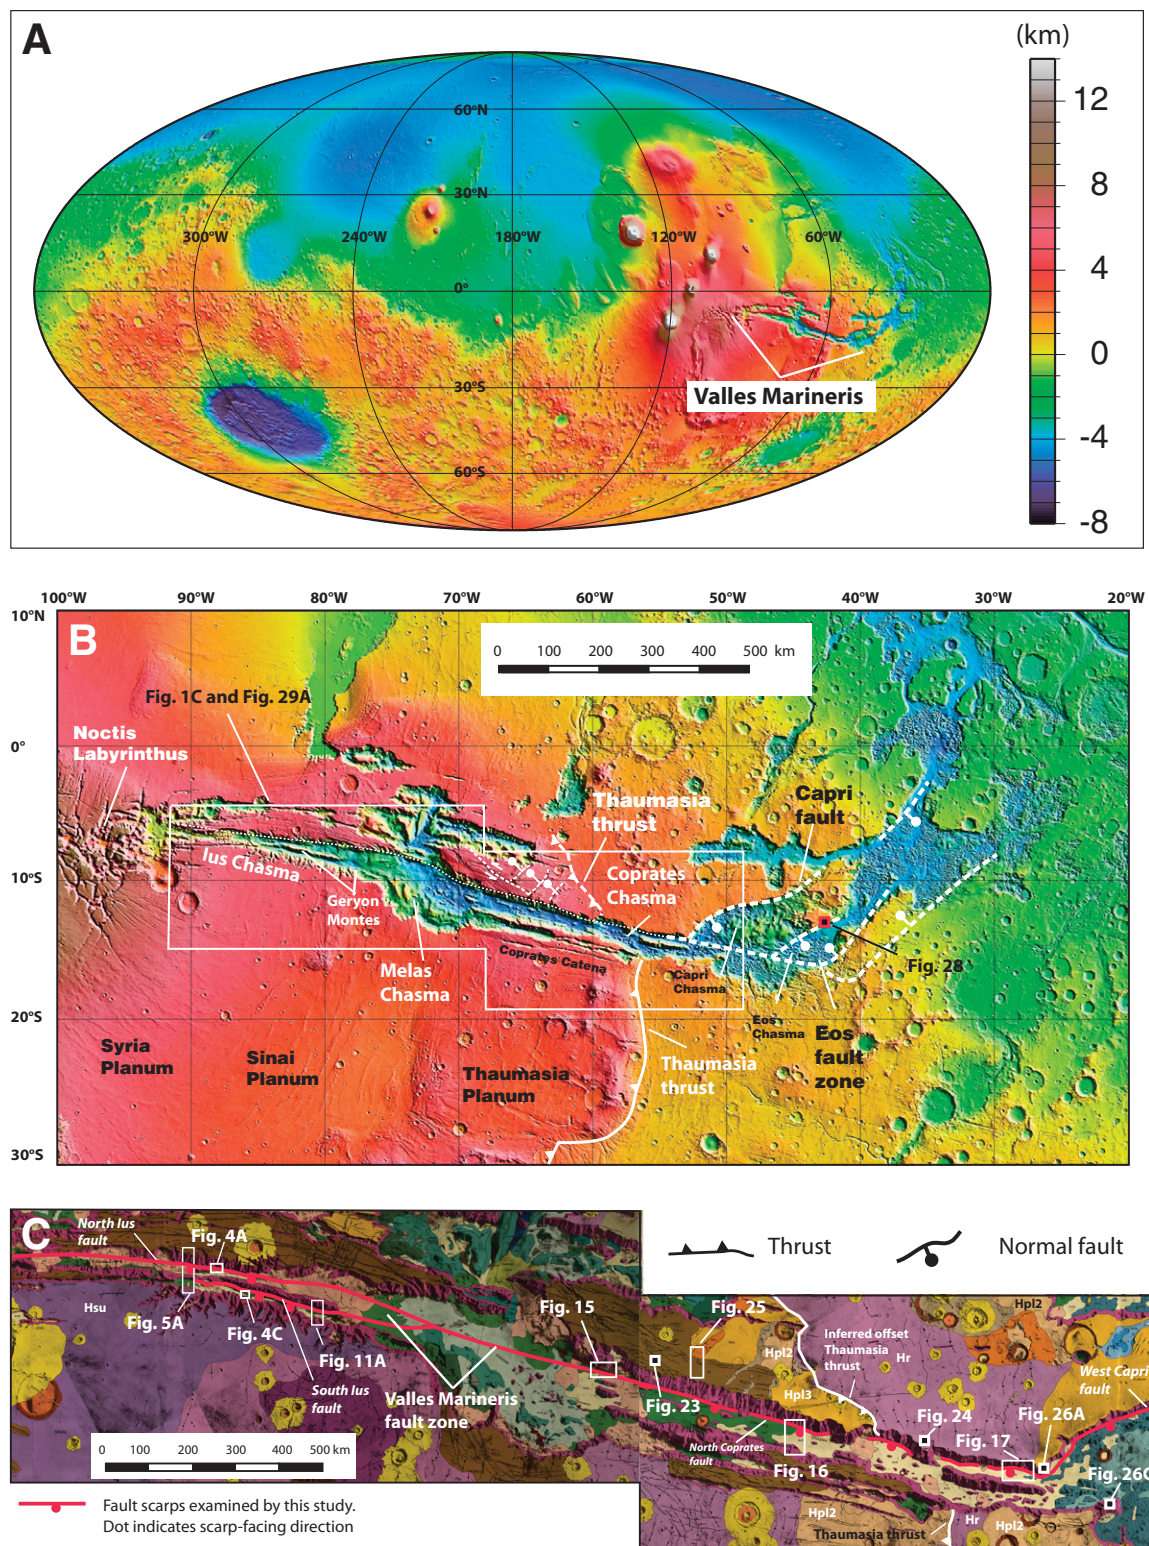 A
(km)
12
8
4
0
-4
-8
60°N
30°N
300°W
240°W
180°W
120°W
60°W
0°
30°S
60°S
Valles Marineris
100°W
90°W
80°W
70°W
60°W
50°W
40°W
30°W
20°W
10°N
0°
10°S
20°S
30°S
B
0 100 200 300 400 500 km
Fig. 1C and Fig. 29A
Noctis
Labyrinthus
Thaumasia
thrust
Capri
fault
Ius Chasma
Geryon
Montes
Coprates
Chasma
Melas
Chasma
Coprates Catena
Capri
Chasma
Fig. 28
Eos
Chasma
Eos
fault
zone
Syria
Planum
Sinai
Planum
Thaumasia
Planum
Thaumasia
thrust
C
North Ius
fault
Fig. 4A
Hsu
Fig. 5A
Fig. 4C
Fig. 11A
South Ius
fault
Valles Marineris
fault zone
Fig. 15
0 100 200 300 400 500 km
Thrust
Normal fault
Fig. 25
Hpl2
Inferred offset
Thaumasia
thrust
Hr
Hpl2
Hpl3
West Capri
fault
Fig. 23
Fig. 24
Fig. 26A
North Coprates
fault
Fig. 17
Fig. 16
Fig. 26C
Hpl2
Thaumasia thrust
Hr
Hpl2
Fault scarps examined by this study.
Dot indicates scarp-facing direction